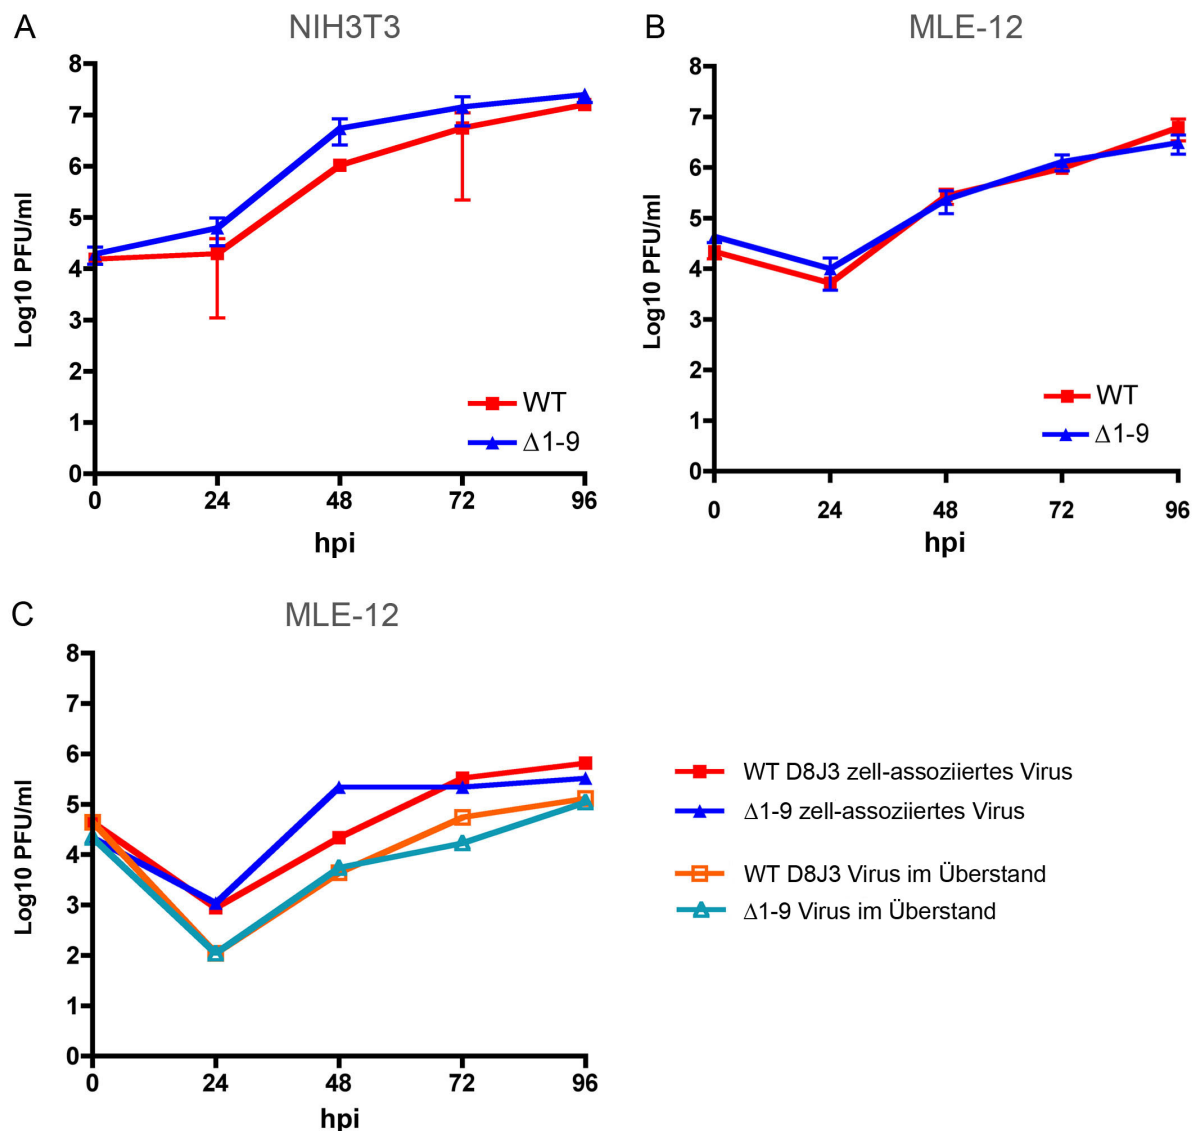 A
NIH3T3
Log10 PFU/ml
8
7
6
5
4
3
2
1
0
0 24 48 72 96
hpi
WT
Δ1-9
B
MLE-12
Log10 PFU/ml
8
7
6
5
4
3
2
1
0
0 24 48 72 96
hpi
WT
Δ1-9
C
MLE-12
Log10 PFU/ml
8
7
6
5
4
3
2
1
0
0 24 48 72 96
hpi
WT D8J3 zell-assoziiertes Virus
Δ1-9 zell-assoziiertes Virus
WT D8J3 Virus im Überstand
Δ1-9 Virus im Überstand